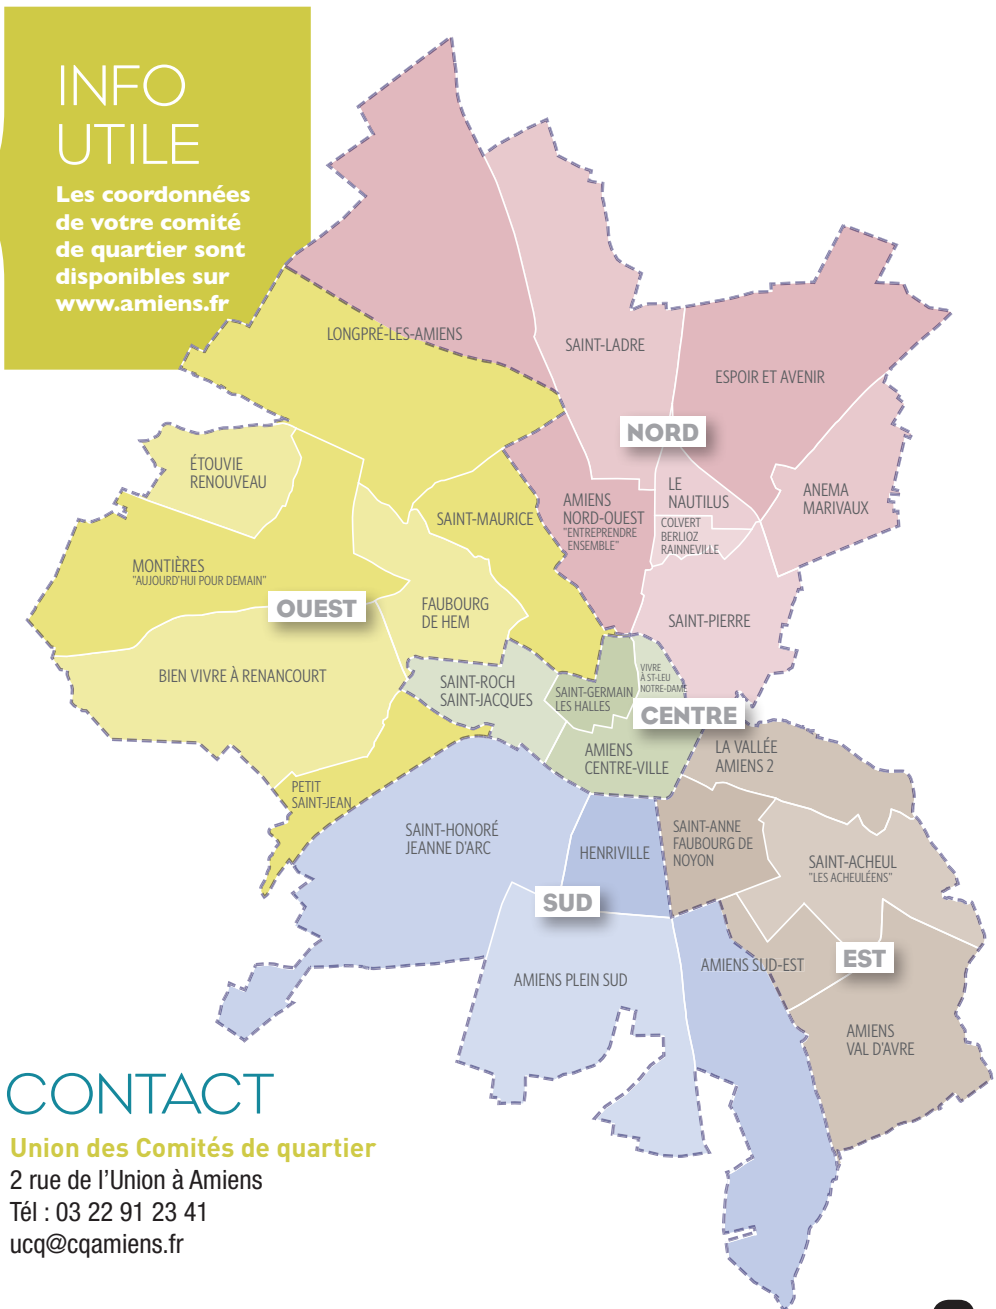 INFO
UTILE
Les coordonnées
de votre comité
de quartier sont
disponibles sur
www.amiens.fr
LONGPRÉ-LES-AMIENS
SAINT-LADRE
ESPOIR ET AVENIR
NORD
ÉTOUVIE
RENOUVEAU
SAINT-MAURICE
AMIENS
NORD-OUEST
"ENTREPRENDRE
ENSEMBLE"
LE
NAUTILUS
COLVERT
BERLIOZ
RAINNEVILLE
ANEMA
MARIVAUX
MONTIÈRES
"AUJOURD'HUI POUR DEMAIN"
OUEST
FAUBOURG
DE HEM
SAINT-PIERRE
BIEN VIVRE À RENANCOURT
SAINT-ROCH
SAINT-JACQUES
SAINT-GERMAIN
LES HALLES
VIVRE
À ST-LEU
NOTRE-DAME
CENTRE
AMIENS
CENTRE-VILLE
LA VALLÉE
AMIENS 2
PETIT
SAINT-JEAN
SAINT-HONORÉ
JEANNE D'ARC
HENRIVILLE
SAINT-ANNE
FAUBOURG DE
NOYON
SAINT-ACHEUL
"LES ACHEULÉENS"
SUD
EST
AMIENS PLEIN SUD
AMIENS SUD-EST
AMIENS
VAL D'AVRE
CONTACT
Union des Comités de quartier
2 rue de l'Union à Amiens
Tél : 03 22 91 23 41
ucq@cqamiens.fr